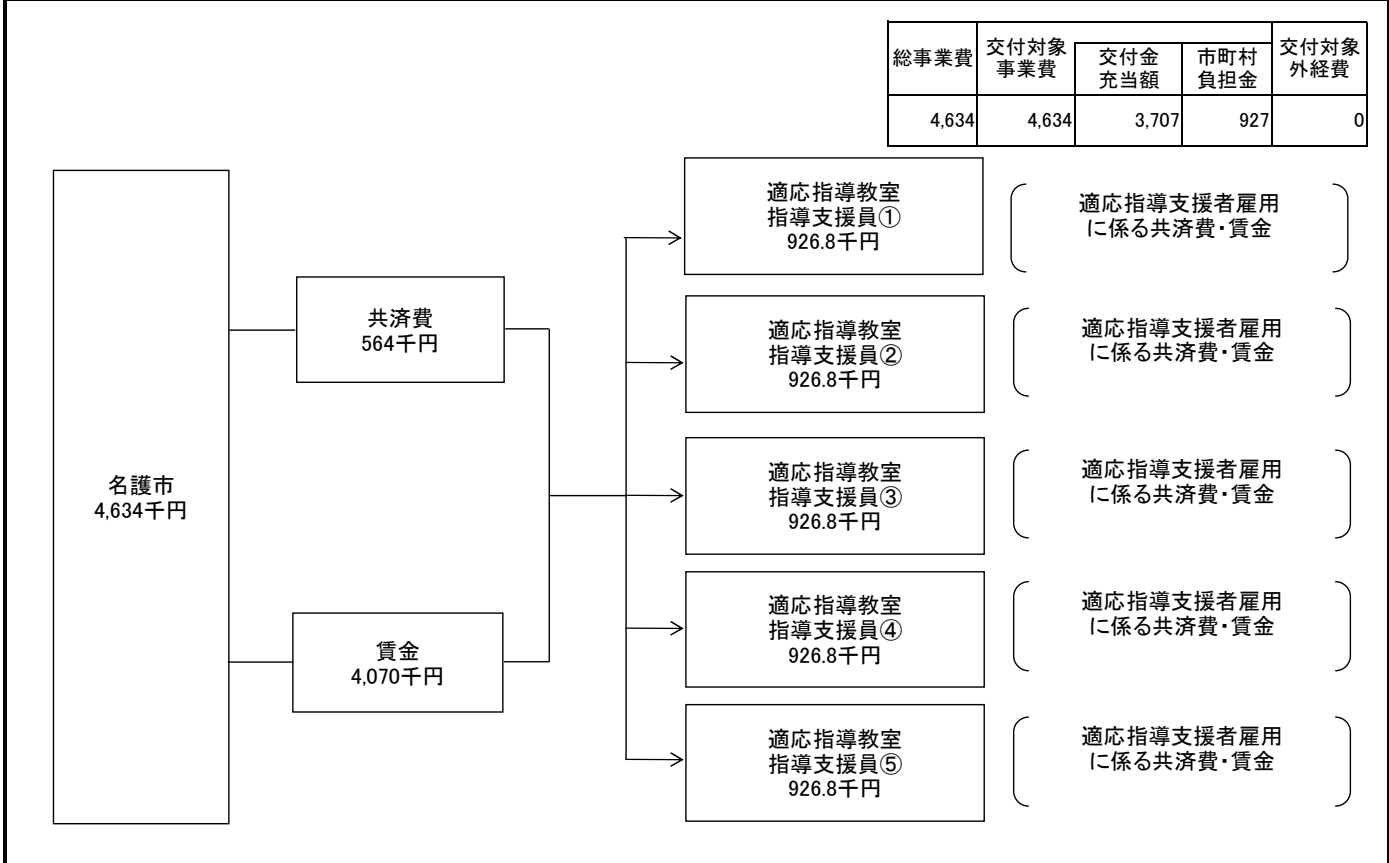 総事業費
交付対象
事業費
交付金
充当額
市町村
負担金
交付対象
外経費
4,634
4,634
3,707
927
0
名護市
4,634千円
共済費
564千円
賃金
4,070千円
適応指導教室
指導支援員①
926.8千円
適応指導支援者雇用
に係る共済費・賃金
適応指導教室
指導支援員②
926.8千円
適応指導支援者雇用
に係る共済費・賃金
適応指導教室
指導支援員③
926.8千円
適応指導支援者雇用
に係る共済費・賃金
適応指導教室
指導支援員④
926.8千円
適応指導支援者雇用
に係る共済費・賃金
適応指導教室
指導支援員⑤
926.8千円
適応指導支援者雇用
に係る共済費・賃金